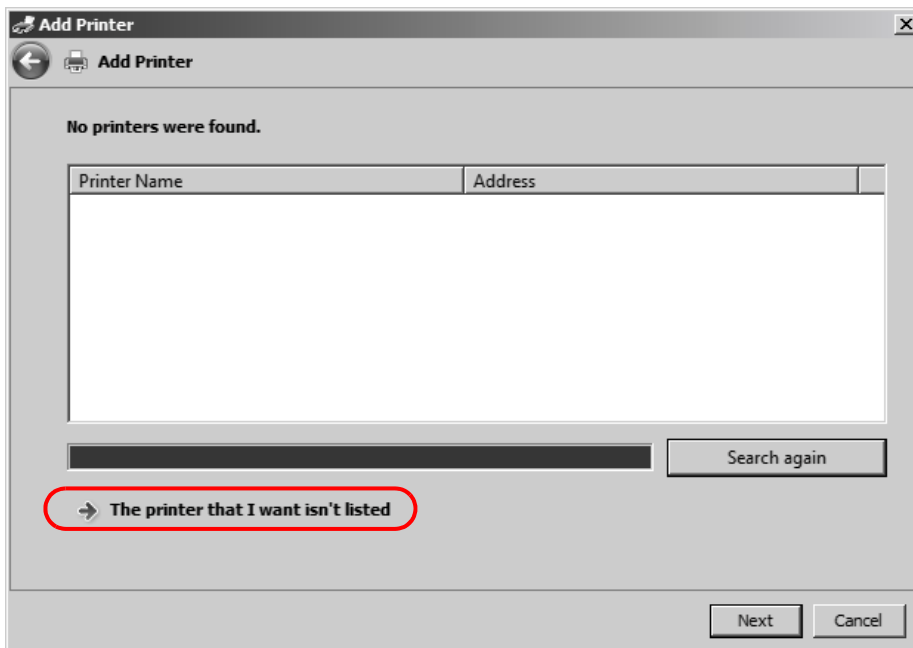 Add Printer
Add Printer
No printers were found.
Printer Name Address
Search again
The printer that I want isn't listed
Next Cancel